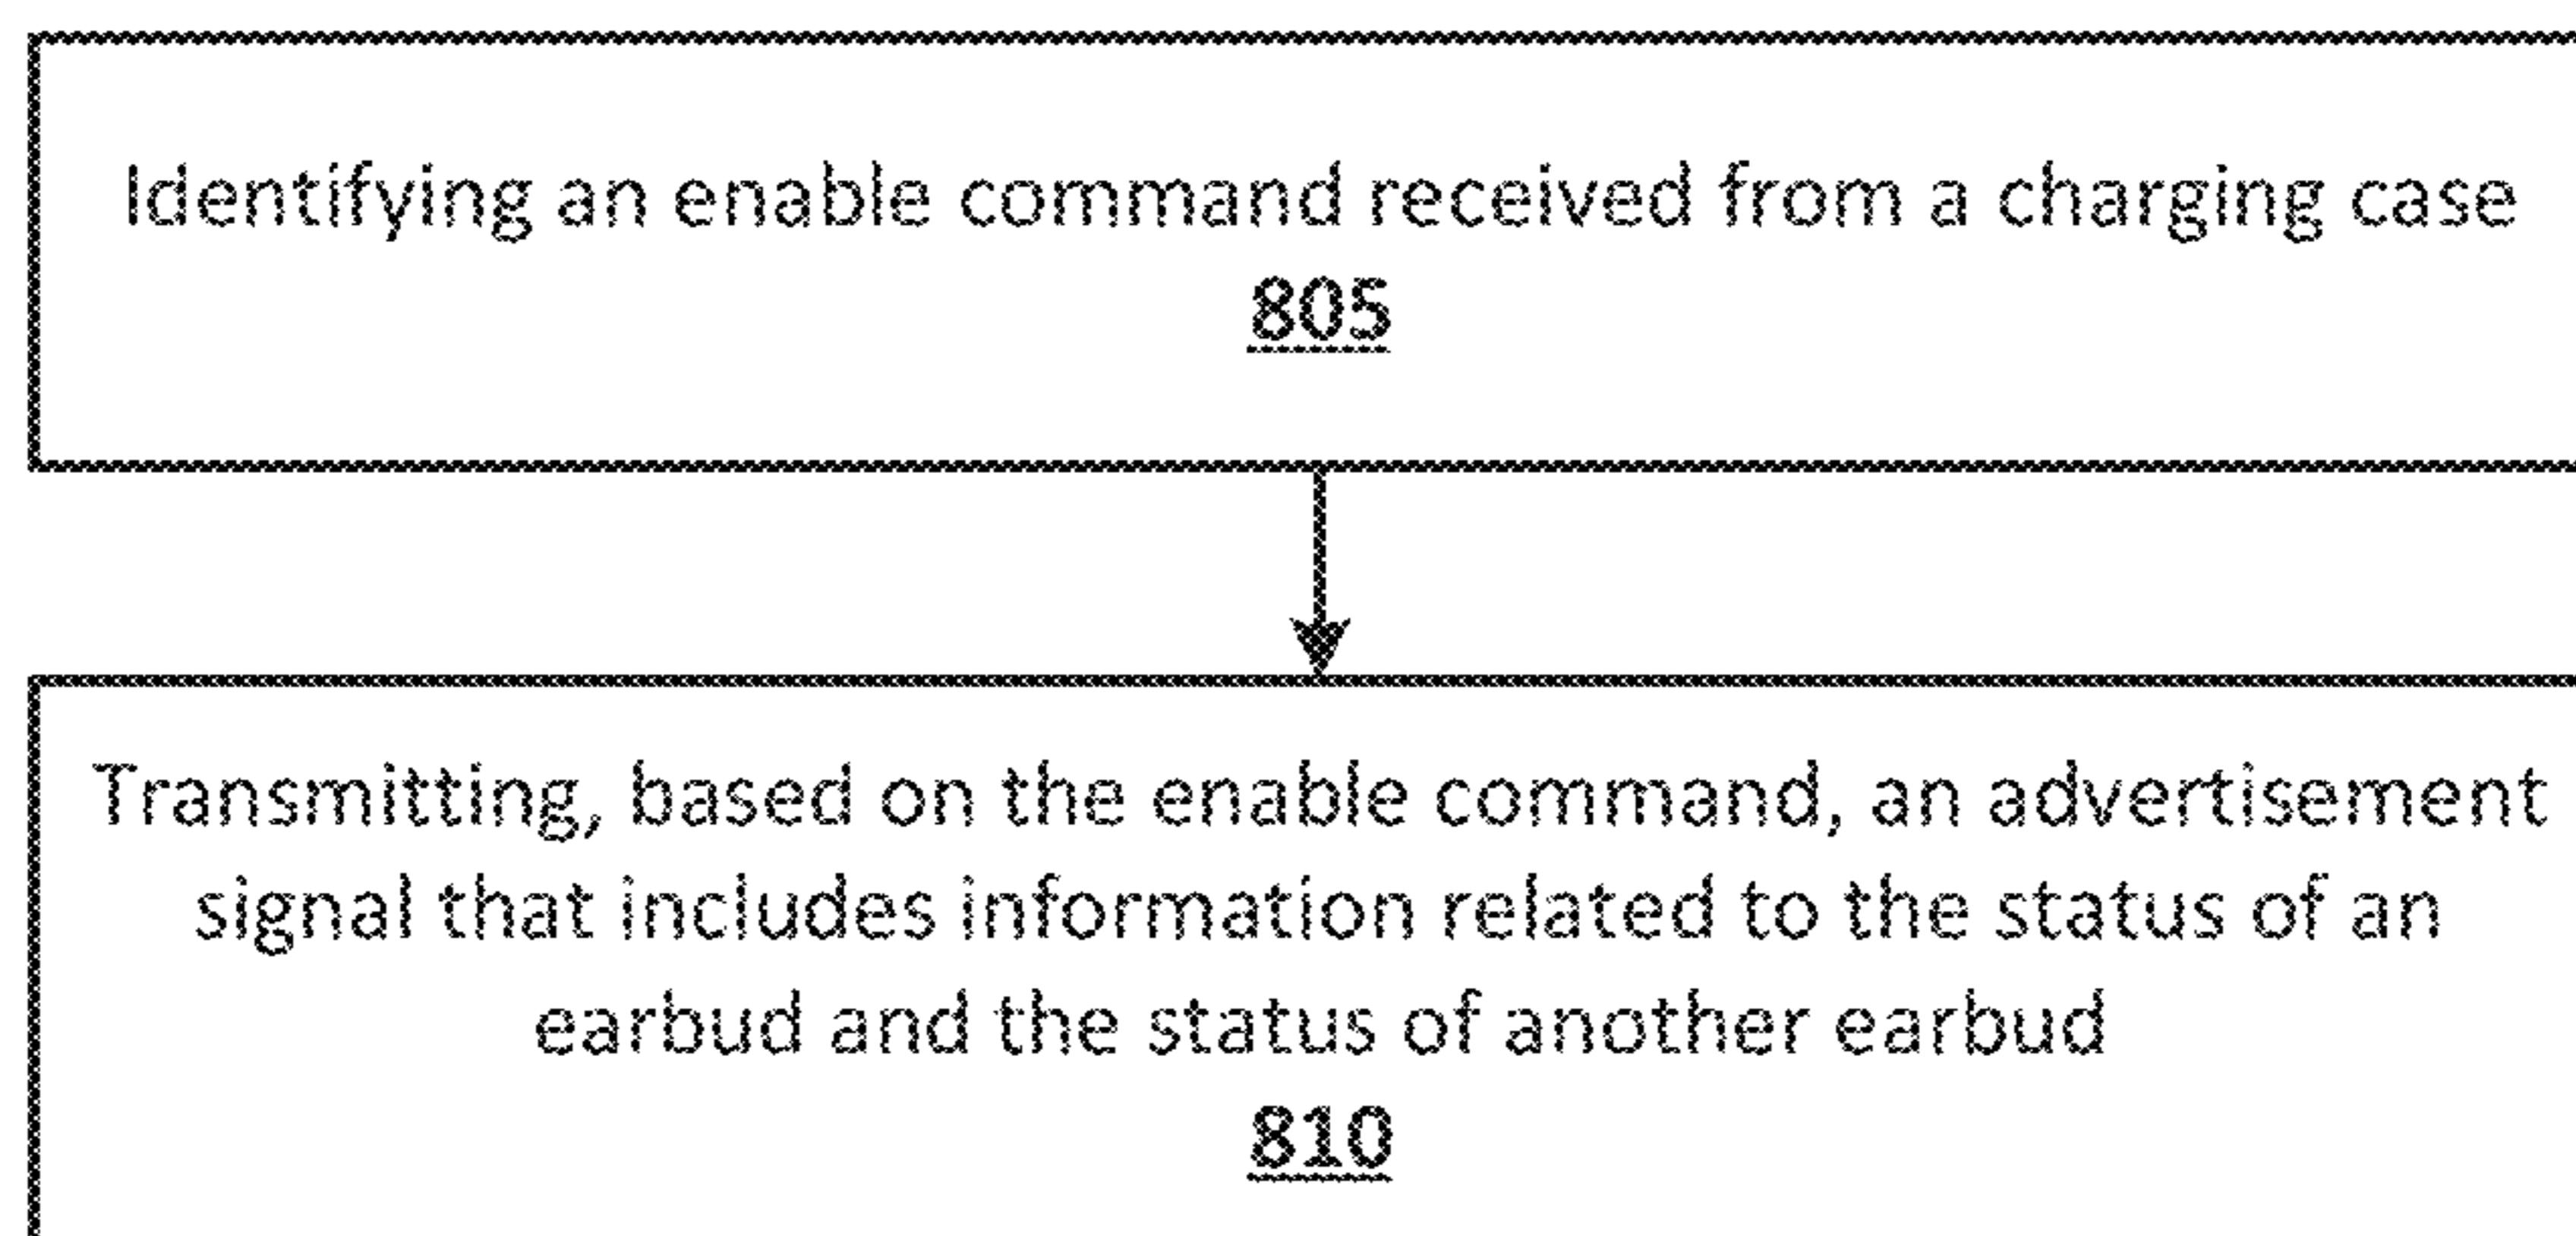 Identifying an enable command received from a charging case
805
Transmitting, based on the enable command, an advertisement
signal that includes information related to the status of an
earbud and the status of another earbud
810